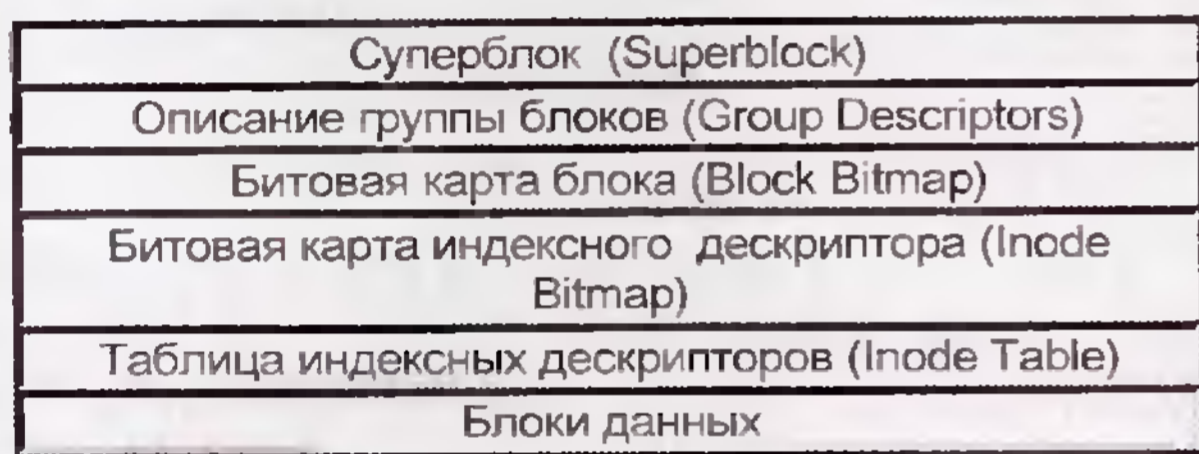 Суперблок (Superblock)
Описание группы блоков (Group Descriptors)
Битовая карта блока (Block Bitmap)
Битовая карта индексного дескриптора (Inode
Bitmap)
Таблица индексных дескрипторов (Inode Table)
Блоки данных